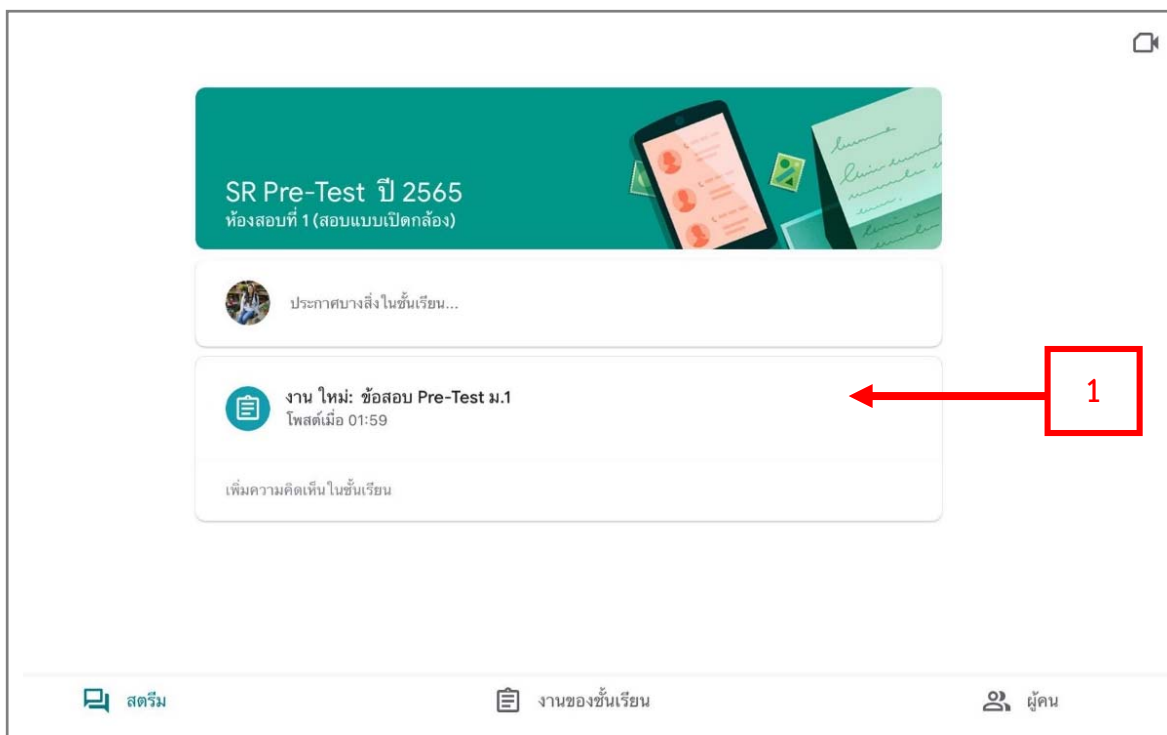 SR Pre-Test ปี 2565
ห้องสอบที่ 1 (สอบแบบเปิดกล้อง)
ประกาศบางสิ่งในชั้นเรียน...
งาน ใหม่: ข้อสอบ Pre-Test ม.1
1
โพสต์เมื่อ 01:59
เพิ่มความคิดเห็นในชั้นเรียน
สตรีม
งานของชั้นเรียน
ผู้คน